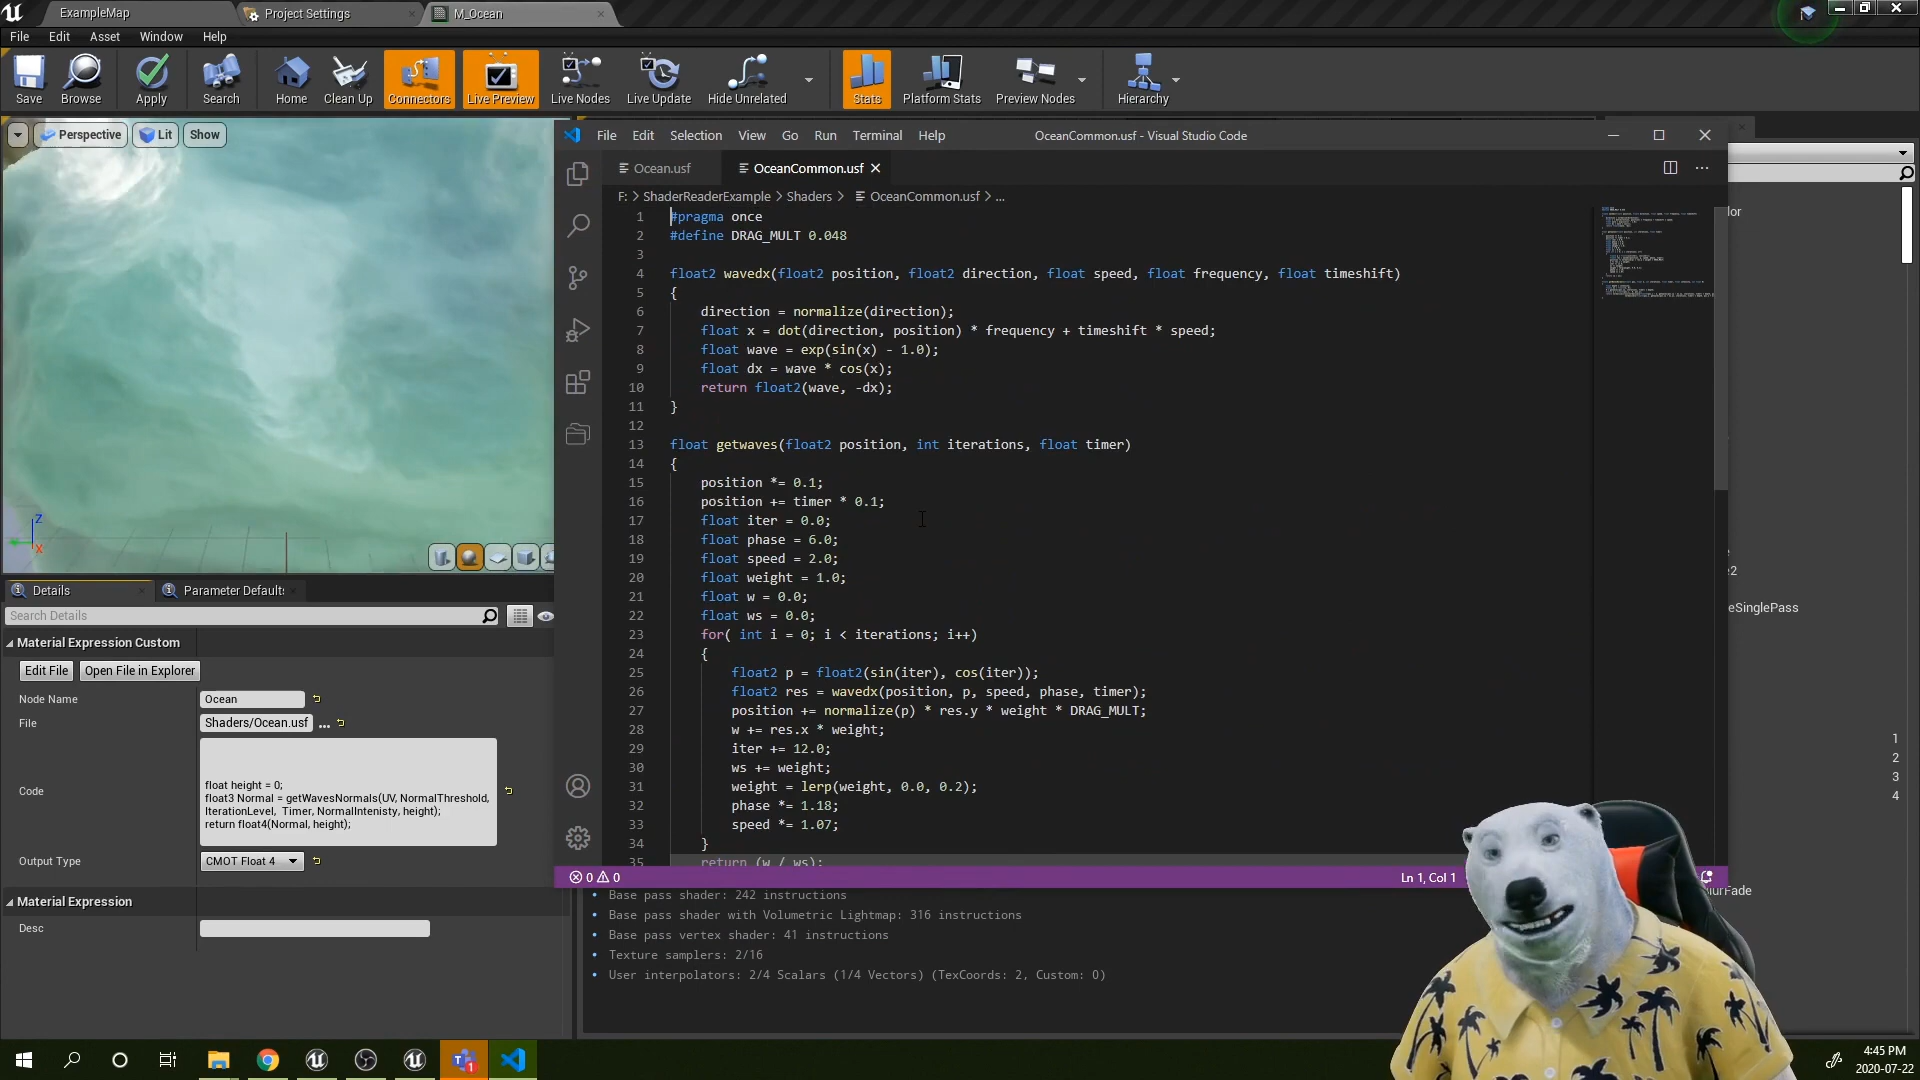 ExampleMap
Project Settings
M_Ocean
File Edit Asset Window Help
Save Browse Apply Search Home Clean Up Connectors Live Preview Live Nodes Live Update Hide Unrelated Stats Platform Stats Preview Nodes Hierarchy
Perspective Lit Show
File Edit Selection View Go Run Terminal Help
OceanCommon.usf - Visual Studio Code
Ocean.usf
OceanCommon.usf
F: > ShaderReaderExample > Shaders > OceanCommon.usf > ...
1 #pragma once
2 #define DRAG_MULT 0.048
3
4 float2 wavedx(float2 position, float2 direction, float speed, float frequency, float timeshift)
5 {
6 direction = normalize(direction);
7 float x = dot(direction, position) * frequency + timeshift * speed;
8 float wave = exp(sin(x) - 1.0);
9 float dx = wave * cos(x);
10 return float2(wave, -dx);
11 }
12
13 float getwaves(float2 position, int iterations, float timer)
14 {
15 position *= 0.1;
16 position += timer * 0.1;
17 float iter = 0.0;
18 float phase = 6.0;
19 float speed = 2.0;
20 float weight = 1.0;
21 float w = 0.0;
22 float ws = 0.0;
23 for( int i = 0; i < iterations; i++)
24 {
25 float2 p = float2(sin(iter), cos(iter));
26 float2 res = wavedx(position, p, speed, phase, timer);
27 position += normalize(p) * res.y * weight * DRAG_MULT;
28 w += res.x * weight;
29 iter += 12.0;
30 ws += weight;
31 weight = lerp(weight, 0.0, 0.2);
32 phase *= 1.18;
33 speed *= 1.07;
34 }
35 return (w / ws);
0 0
Ln 1, Col 1
Z
X
Details
Parameter Defaults
Search Details
Material Expression Custom
Edit File Open File in Explorer
Node Name Ocean
File Shaders/Ocean.usf ...
Code
float height = 0;
float3 Normal = getWavesNormals(UV, NormalThreshold,
IterationLevel, Timer, NormalIntenisty, height);
return float4(Normal, height);
Output Type CMOT Float 4
Material Expression
Desc
Base pass shader: 242 instructions
Base pass shader with Volumetric Lightmap: 316 instructions
Base pass vertex shader: 41 instructions
Texture samplers: 2/16
User interpolators: 2/4 Scalars (1/4 Vectors) (TexCoords: 2, Custom: 0)
lor
e
e2
eSinglePass
1
2
3
4
lurFade
1
4:45 PM
2020-07-22